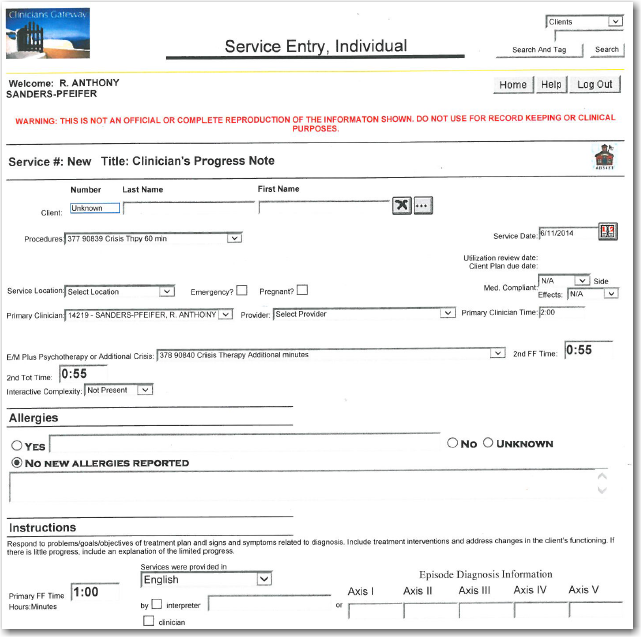 Clinicians Gateway
Clients
Service Entry, Individual
Search And Tag
Search
Welcome: R. ANTHONY
SANDERS-PFEIFER
Home
Help
Log Out
WARNING: THIS IS NOT AN OFFICIAL OR COMPLETE REPRODUCTION OF THE INFORMATON SHOWN. DO NOT USE FOR RECORD KEEPING OR CLINICAL
PURPOSES.
Service #: New Title: Clinician's Progress Note
Number Last Name First Name
Client: Unknown
...
Procedures: 377 90839 Crisis Thpy 60 min
Service Date: 6/11/2014
Utilization review date:
Client Plan due date:
Service Location: Select Location
Emergency?
Pregnant?
Med. Compliant: N/A Side
Effects: N/A
Primary Clinician: 14219 - SANDERS-PFEIFER, R. ANTHONY
Provider: Select Provider
Primary Clinician Time: 2:00
E/M Plus Psychotherapy or Additional Crisis: 378 90840 Crisis Therapy Additional minutes
2nd FF Time: 0:55
2nd Tot Time: 0:55
Interactive Complexity: Not Present
Allergies
YES
NO
UNKNOWN
NO NEW ALLERGIES REPORTED
Instructions
Respond to problems/goals/objectives of treatment plan and signs and symptoms related to diagnosis. Include treatment interventions and address changes in the client's functioning. If
there is little progress, include an explanation of the limited progress.
Services were provided in
English
Episode Diagnosis Information
Primary FF Time 1:00
Hours:Minutes
by interpreter
or
Axis I Axis II Axis III Axis IV Axis V
clinician